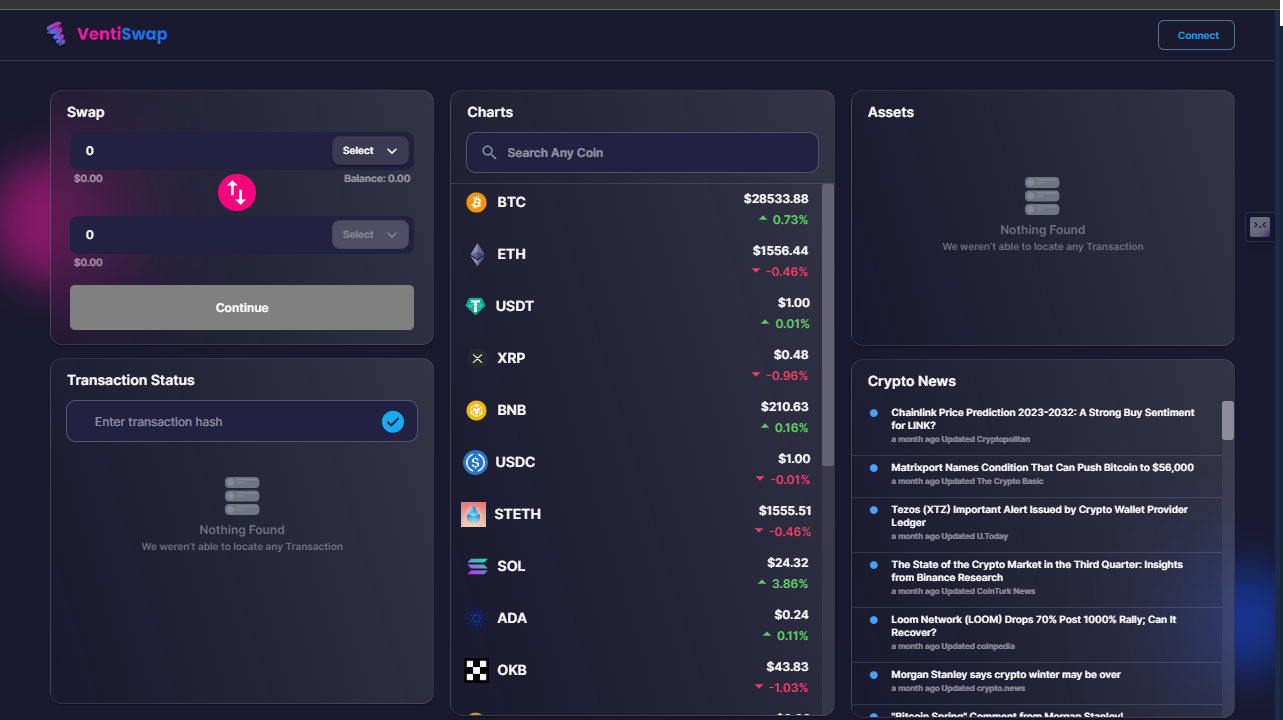 VentiSwap
Connect
Swap
0
Select
$0.00
Balance: 0.00
0
Select
$0.00
Continue
Transaction Status
Enter transaction hash
Nothing Found
We weren't able to locate any Transaction
Charts
Search Any Coin
BTC
$28533.88
0.73%
ETH
$1556.44
-0.46%
USDT
$1.00
0.01%
XRP
$0.48
-0.96%
BNB
$210.63
0.16%
USDC
$1.00
-0.01%
STETH
$1555.51
-0.46%
SOL
$24.32
3.86%
ADA
$0.24
0.11%
OKB
$43.83
-1.03%
Assets
Nothing Found
We weren't able to locate any Transaction
Crypto News
Chainlink Price Prediction 2023-2032: A Strong Buy Sentiment
for LINK?
a month ago Updated Cryptopolitan
Matrixport Names Condition That Can Push Bitcoin to $56,000
a month ago Updated The Crypto Basic
Tezos (XTZ) Important Alert Issued by Crypto Wallet Provider
Ledger
a month ago Updated U.Today
The State of the Crypto Market in the Third Quarter: Insights
from Binance Research
a month ago Updated CoinTurk News
Loom Network (LOOM) Drops 70% Post 1000% Rally; Can It
Recover?
a month ago Updated coinpedia
Morgan Stanley says crypto winter may be over
a month ago Updated crypto.news
"Bitcoin Spring" Comment from Morgan Stanley!